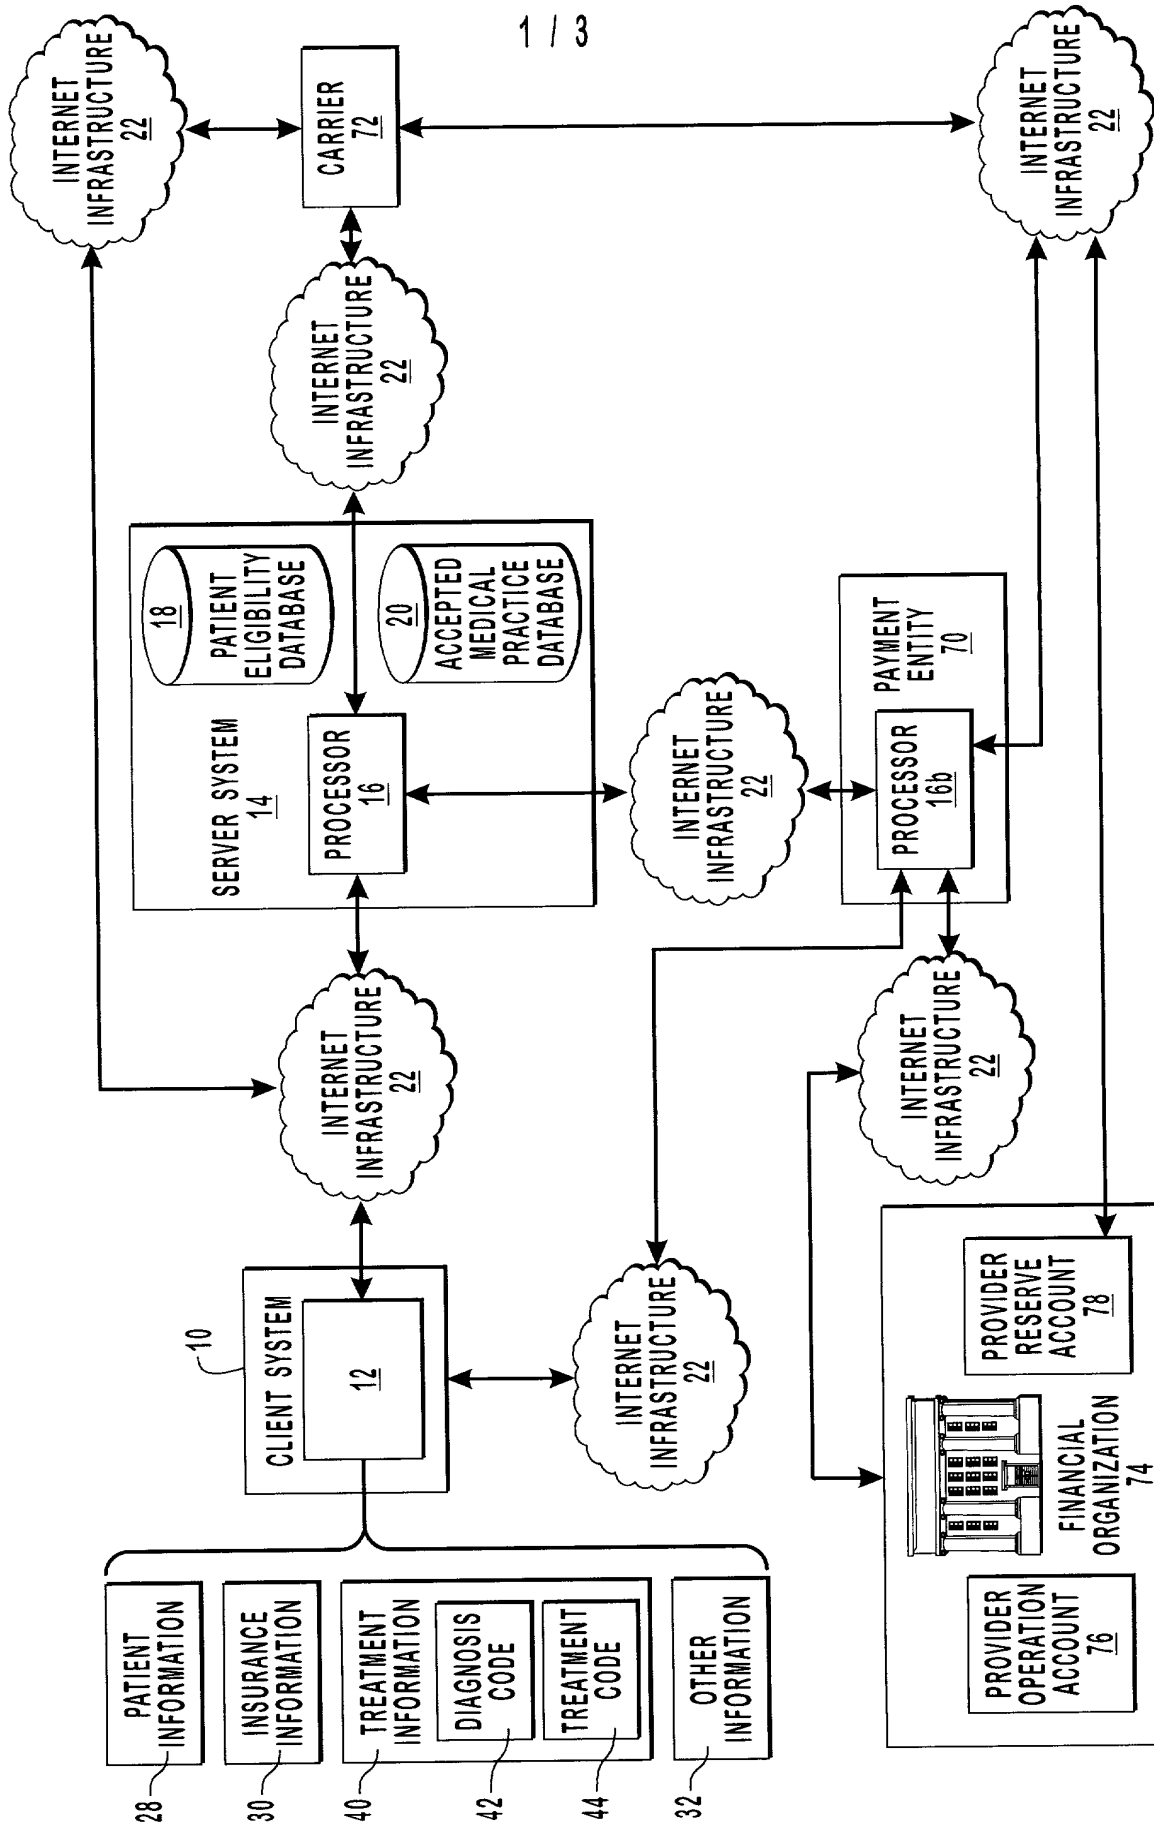 1 / 3
PATIENT
INFORMATION
28
INSURANCE
INFORMATION
30
TREATMENT
INFORMATION
40
DIAGNOSIS
CODE
42
TREATMENT
CODE
44
OTHER
INFORMATION
32
10
CLIENT SYSTEM
12
INTERNET
INFRASTRUCTURE
22
INTERNET
INFRASTRUCTURE
22
SERVER SYSTEM
14
PROCESSOR
16
18
PATIENT
ELIGIBILITY
DATABASE
20
ACCEPTED
MEDICAL
PRACTICE
DATABASE
INTERNET
INFRASTRUCTURE
22
INTERNET
INFRASTRUCTURE
22
CARRIER
72
INTERNET
INFRASTRUCTURE
22
INTERNET
INFRASTRUCTURE
22
PAYMENT
ENTITY
70
PROCESSOR
16b
INTERNET
INFRASTRUCTURE
22
PROVIDER
OPERATION
ACCOUNT
76
FINANCIAL
ORGANIZATION
74
PROVIDER
RESERVE
ACCOUNT
78